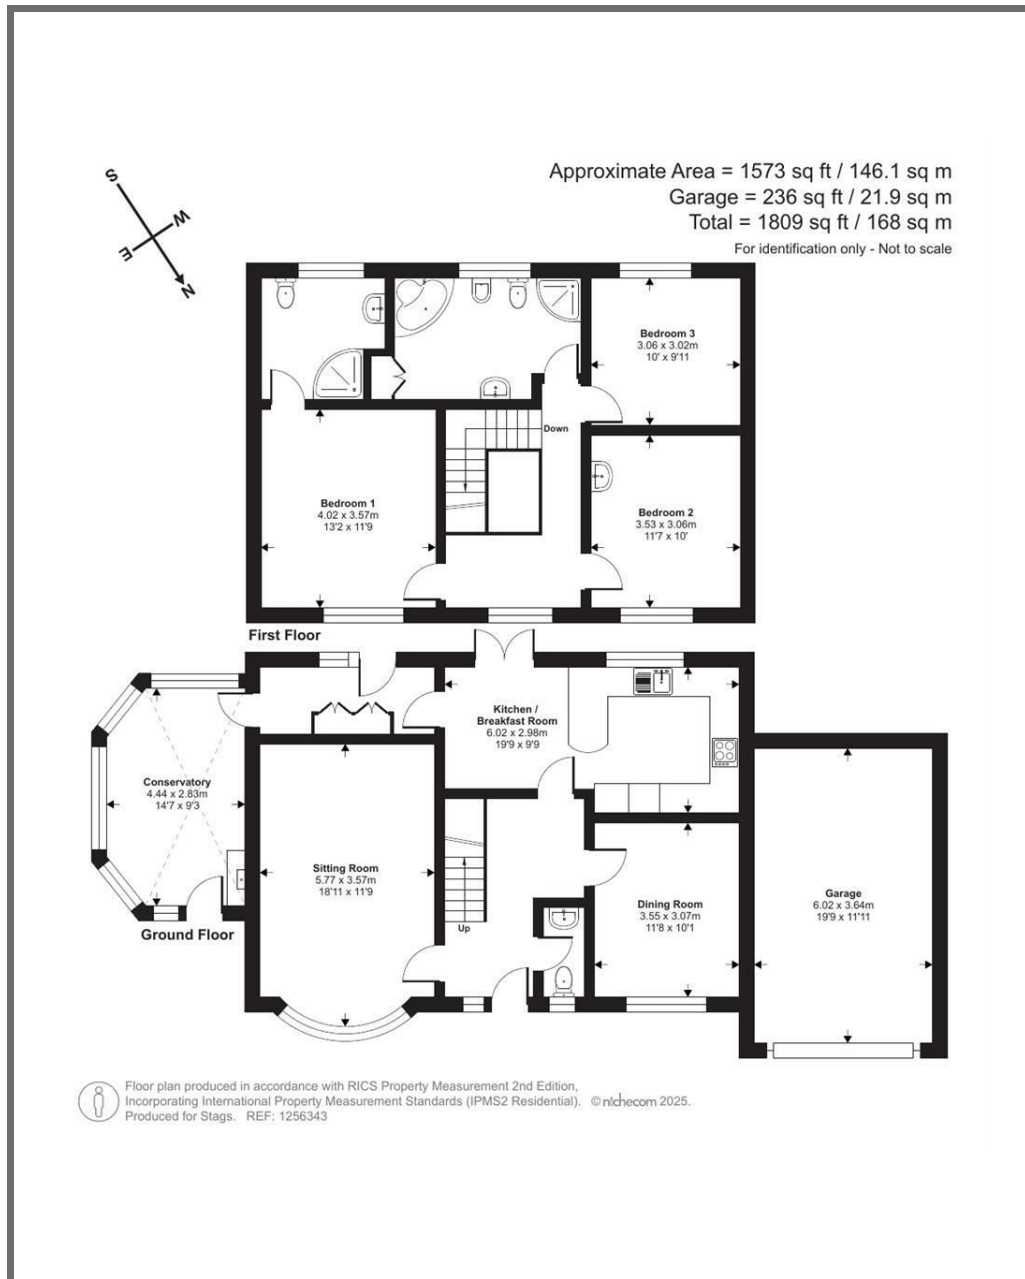 Approximate Area = 1573 sq ft / 146.1 sq m
Garage = 236 sq ft / 21.9 sq m
Total = 1809 sq ft / 168 sq m
For identification only - Not to scale
S
W
E
N
Bedroom 3
3.06 x 3.02m
10' x 9'11
Down
Bedroom 1
4.02 x 3.57m
13'2 x 11'9
Bedroom 2
3.53 x 3.06m
11'7 x 10'
First Floor
Kitchen /
Breakfast Room
6.02 x 2.98m
19'9 x 9'9
Conservatory
4.44 x 2.83m
14'7 x 9'3
Sitting Room
5.77 x 3.57m
18'11 x 11'9
Up
Dining Room
3.55 x 3.07m
11'8 x 10'1
Garage
6.02 x 3.64m
19'9 x 11'11
Ground Floor
Floor plan produced in accordance with RICS Property Measurement 2nd Edition,
Incorporating International Property Measurement Standards (IPMS2 Residential). © nichecom 2025.
Produced for Stags. REF: 1256343